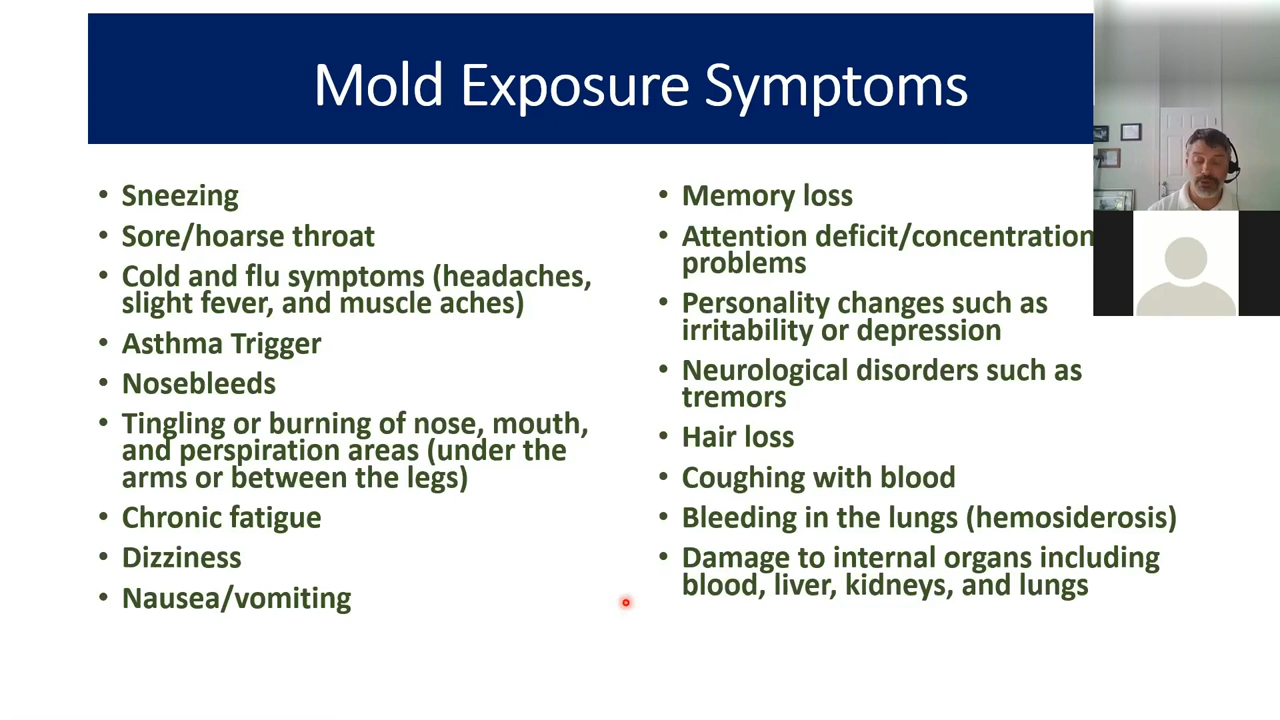 Mold Exposure Symptoms
• Sneezing
• Sore/hoarse throat
• Cold and flu symptoms (headaches,
slight fever, and muscle aches)
• Asthma Trigger
• Nosebleeds
• Tingling or burning of nose, mouth,
and perspiration areas (under the
arms or between the legs)
• Chronic fatigue
• Dizziness
• Nausea/vomiting
• Memory loss
• Attention deficit/concentration
problems
• Personality changes such as
irritability or depression
• Neurological disorders such as
tremors
• Hair loss
• Coughing with blood
• Bleeding in the lungs (hemosiderosis)
• Damage to internal organs including
blood, liver, kidneys, and lungs